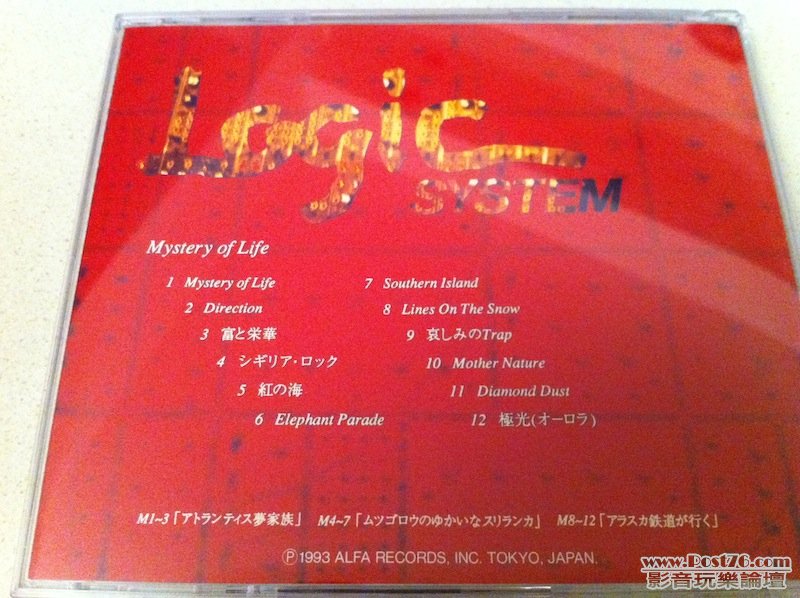 Logic
SYSTEM
Mystery of Life
1 Mystery of Life
2 Direction
3 富と栄華
4 シギリア・ロック
5 紅の海
6 Elephant Parade
7 Southern Island
8 Lines On The Snow
9 哀しみのTrap
10 Mother Nature
11 Diamond Dust
12 極光(オーロラ)
M1~3「アトランティス夢家族」 M4~7「ムツゴロウのゆかいなスリランカ」 M8~12「アラスカ鉄道が行く」
Ⓟ1993 ALFA RECORDS, INC. TOKYO, JAPAN.
www.Post76.com
影音玩樂論壇